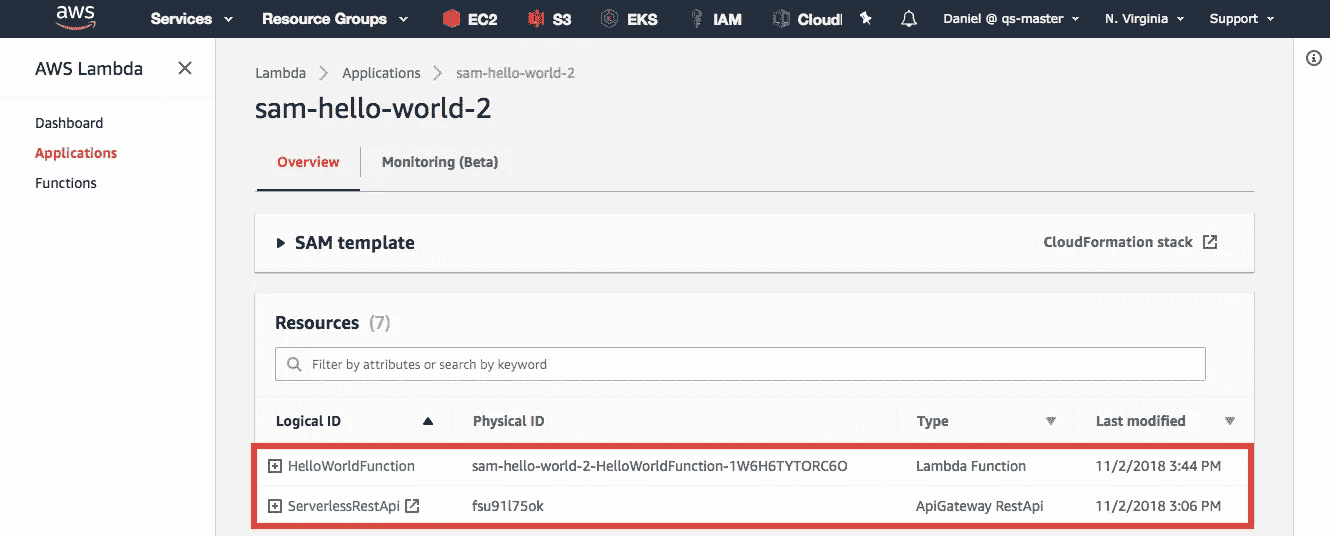 aws Services Resource Groups EC2 S3 EKS IAM Cloud Daniel @ qs-master N. Virginia Support
AWS Lambda
Lambda Applications sam-hello-world-2
sam-hello-world-2
Dashboard
Applications
Functions
Overview Monitoring (Beta)
SAM template CloudFormation stack
Resources (7)
Filter by attributes or search by keyword
Logical ID Physical ID Type Last modified
HelloWorldFunction sam-hello-world-2-HelloWorldFunction-1W6H6TYTORC6O Lambda Function 11/2/2018 3:44 PM
ServerlessRestApi fsu91l75ok ApiGateway RestApi 11/2/2018 3:06 PM